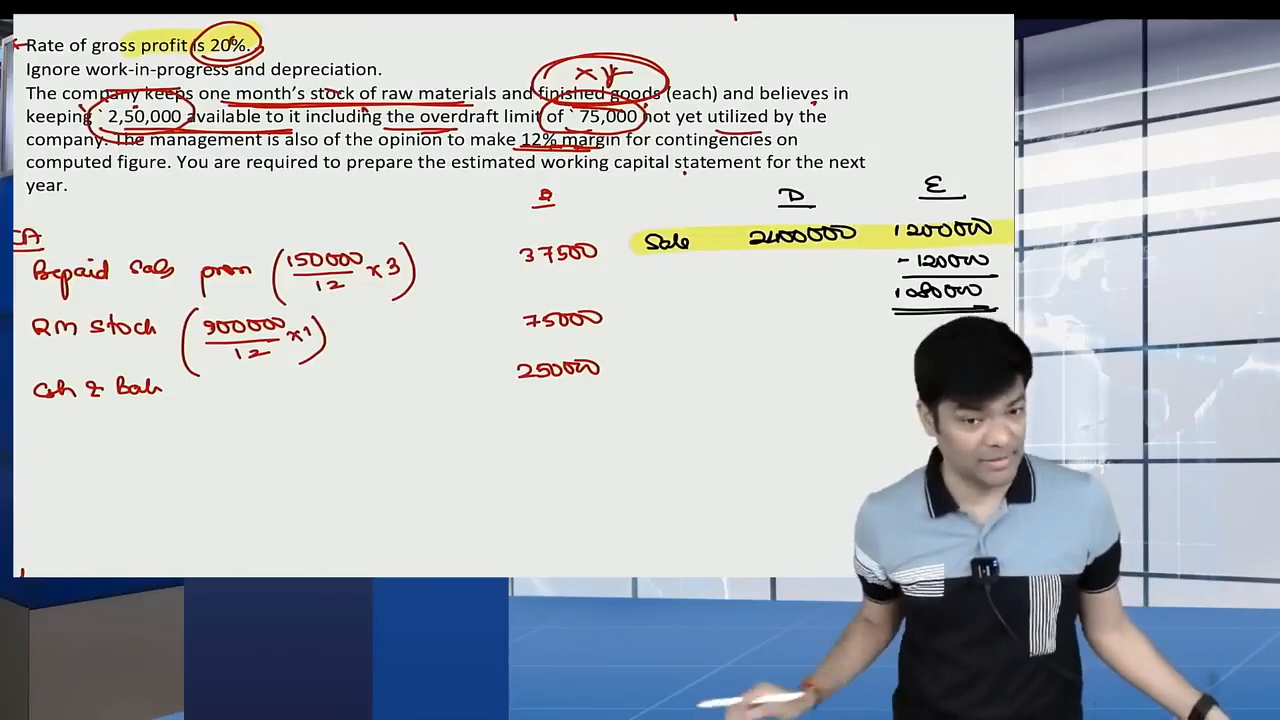 Rate of gross profit is 20%.
Ignore work-in-progress and depreciation.
x y
The company keeps one month's stock of raw materials and finished goods (each) and believes in
keeping ` 2,50,000 available to it including the overdraft limit of ` 75,000 not yet utilized by the
company. The management is also of the opinion to make 12% margin for contingencies on
computed figure. You are required to prepare the estimated working capital statement for the next
year.
D E
CA
Sale 2400000 1200000
Prepaid Sals prom (150000/12 x 3) 37500
- 120000
1080000
RM Stock (900000/12 x 1) 75000
250000